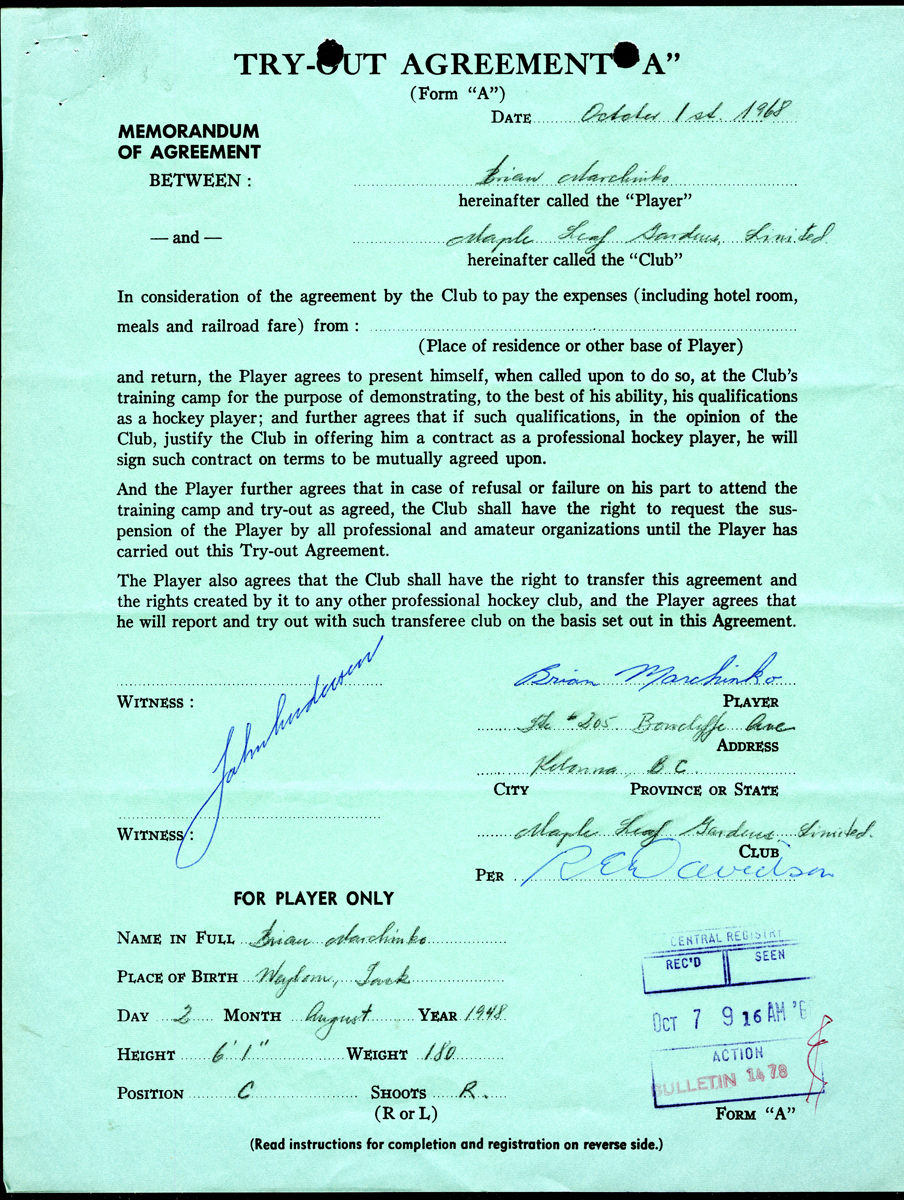 TRY-OUT AGREEMENT "A"
(Form "A")
DATE October 1st. 1968
MEMORANDUM
OF AGREEMENT
BETWEEN :
Brian Marchinko
hereinafter called the "Player"
— and —
Maple Leaf Gardens, Limited
hereinafter called the "Club"
In consideration of the agreement by the Club to pay the expenses (including hotel room,
meals and railroad fare) from :
(Place of residence or other base of Player)
and return, the Player agrees to present himself, when called upon to do so, at the Club's
training camp for the purpose of demonstrating, to the best of his ability, his qualifications
as a hockey player; and further agrees that if such qualifications, in the opinion of the
Club, justify the Club in offering him a contract as a professional hockey player, he will
sign such contract on terms to be mutually agreed upon.
And the Player further agrees that in case of refusal or failure on his part to attend the
training camp and try-out as agreed, the Club shall have the right to request the sus-
pension of the Player by all professional and amateur organizations until the Player has
carried out this Try-out Agreement.
The Player also agrees that the Club shall have the right to transfer this agreement and
the rights created by it to any other professional hockey club, and the Player agrees that
he will report and try out with such transferee club on the basis set out in this Agreement.
Brian Marchinko
WITNESS :
PLAYER
John Anderson
#205 Ave
ADDRESS
B C.
CITY PROVINCE OR STATE
WITNESS :
Maple Leaf Gardens, Limited.
CLUB
PER R E Davidson
FOR PLAYER ONLY
NAME IN FULL Brian Marchinko
PLACE OF BIRTH
DAY 2 MONTH August YEAR 1948
HEIGHT 6' 1" WEIGHT 180
POSITION C SHOOTS R.
(R or L)
CENTRAL REGISTRY
REC'D SEEN
OCT 7 9 16 AM '6
ACTION
BULLETIN 1478
FORM "A"
(Read instructions for completion and registration on reverse side.)